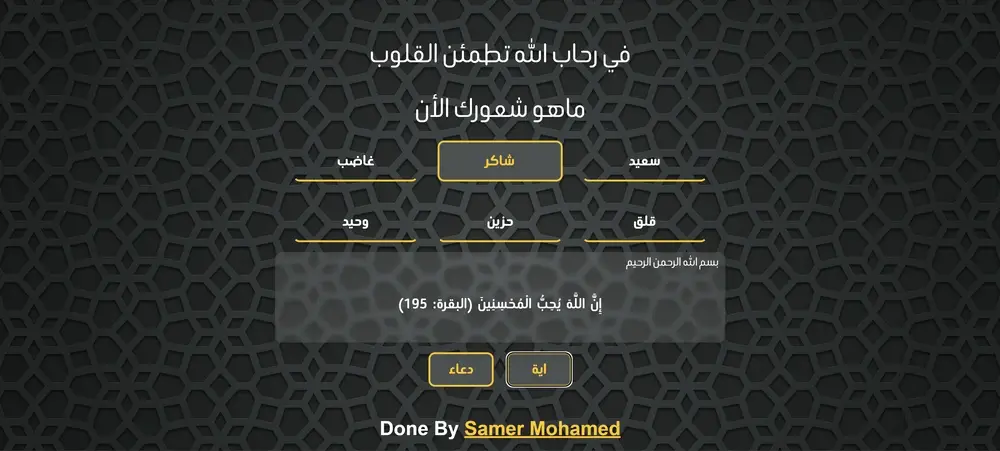 في رحاب الله تطمئن القلوب
ماهو شعورك الأن
سعيد شاكر غاضب
قلق حزين وحيد
بسم الله الرحمن الرحيم
إِنَّ اللَّهَ يُحِبُّ الْمُحْسِنِينَ (البقرة: 195)
اية دعاء
Done By Samer Mohamed